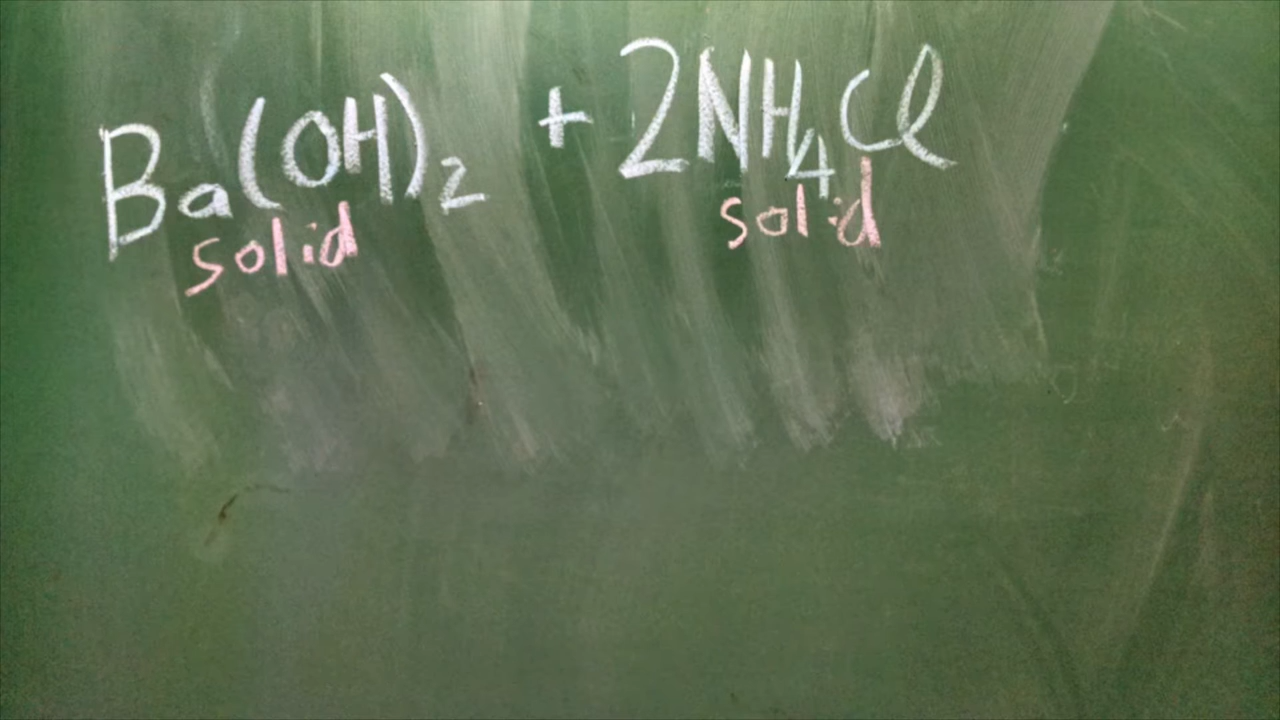 Ba(OH)₂ + 2NH₄Cl
solid solid